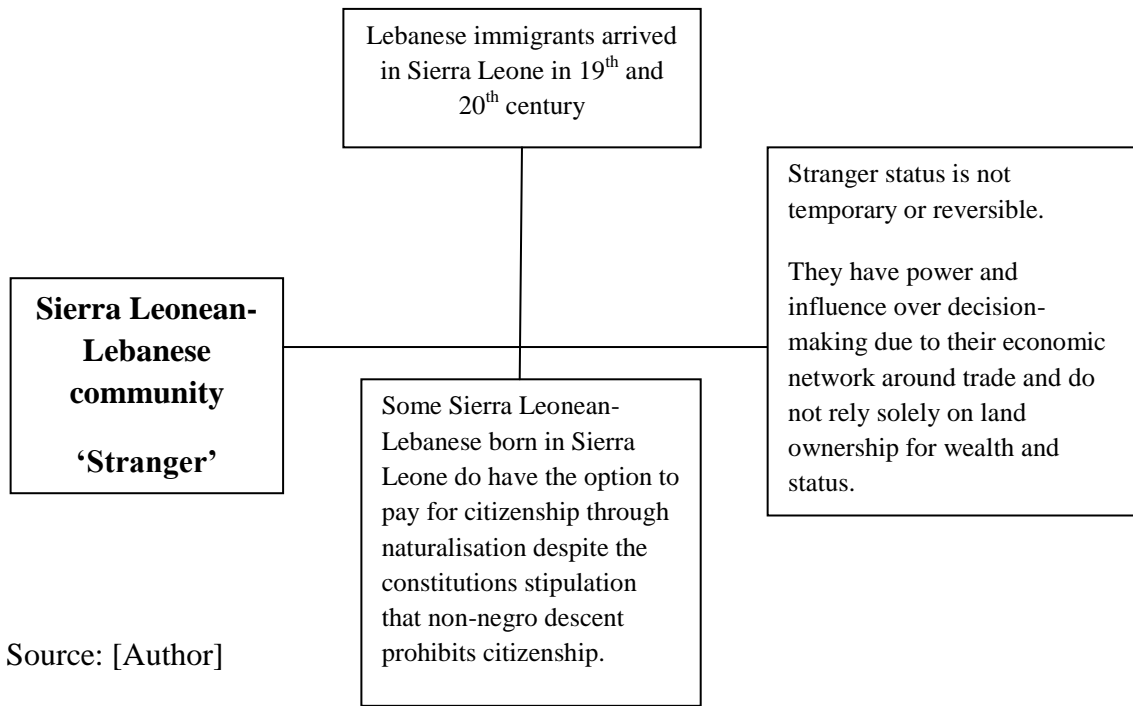 Lebanese immigrants arrived
in Sierra Leone in 19th and
20th century
Sierra Leonean-
Lebanese
community
‘Stranger’
Some Sierra Leonean-
Lebanese born in Sierra
Leone do have the option to
pay for citizenship through
naturalisation despite the
constitutions stipulation
that non-negro descent
prohibits citizenship.
Stranger status is not
temporary or reversible.
They have power and
influence over decision-
making due to their economic
network around trade and do
not rely solely on land
ownership for wealth and
status.
Source: [Author]